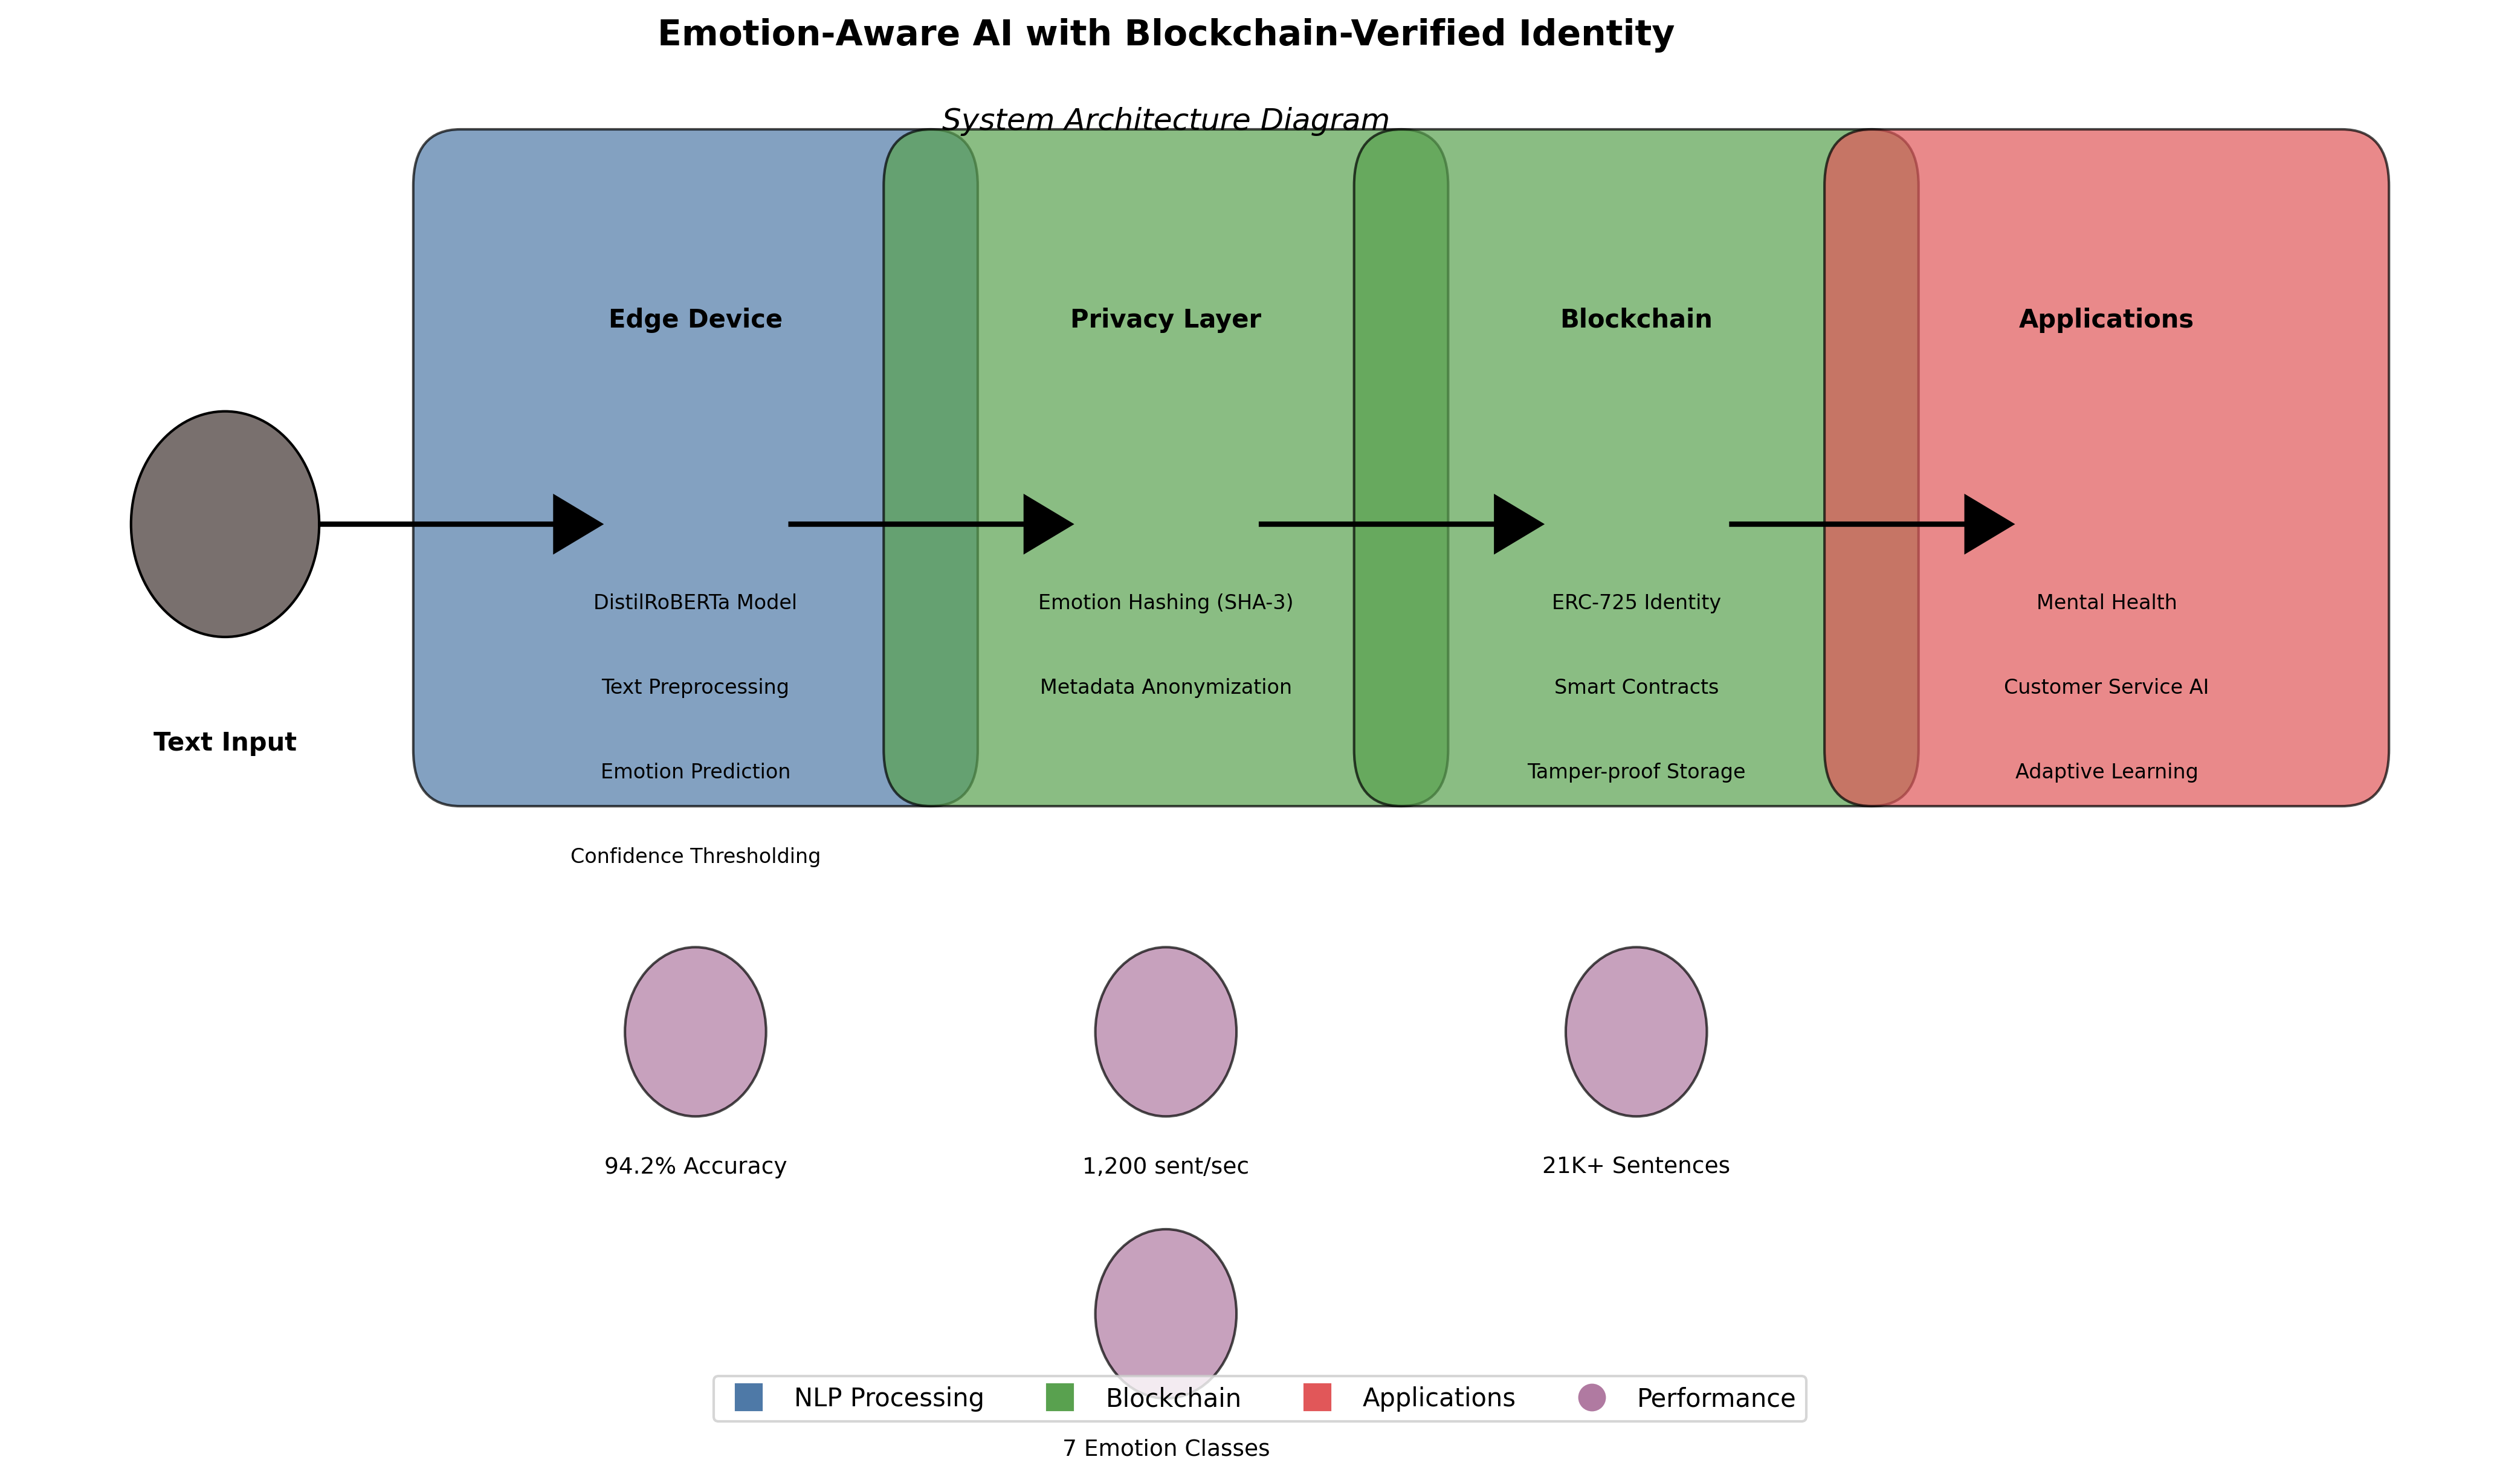 Emotion-Aware AI with Blockchain-Verified Identity
System Architecture Diagram
Edge Device
Privacy Layer
Blockchain
Applications
DistilRoBERTa Model
Emotion Hashing (SHA-3)
ERC-725 Identity
Mental Health
Text Preprocessing
Metadata Anonymization
Smart Contracts
Customer Service AI
Text Input
Emotion Prediction
Tamper-proof Storage
Adaptive Learning
Confidence Thresholding
94.2% Accuracy
1,200 sent/sec
21K+ Sentences
NLP Processing
Blockchain
Applications
Performance
7 Emotion Classes